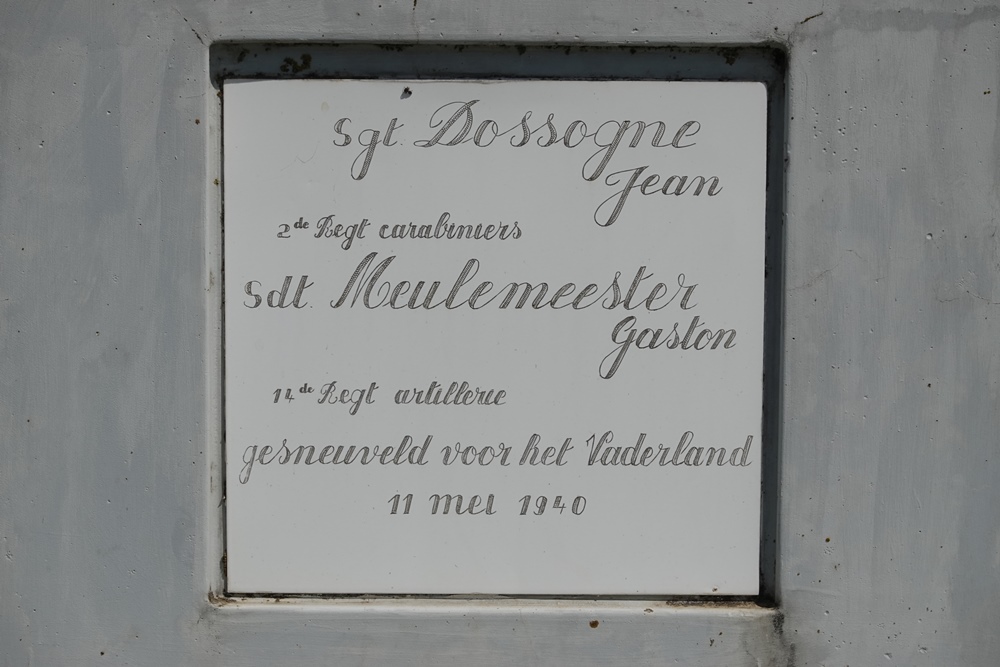 Sgt. Dossogne
Jean
2de Regt carabiniers
Sdt. Meulemeester
Gaston
14de Regt artillerie
gesneuveld voor het Vaderland
11 mei 1940